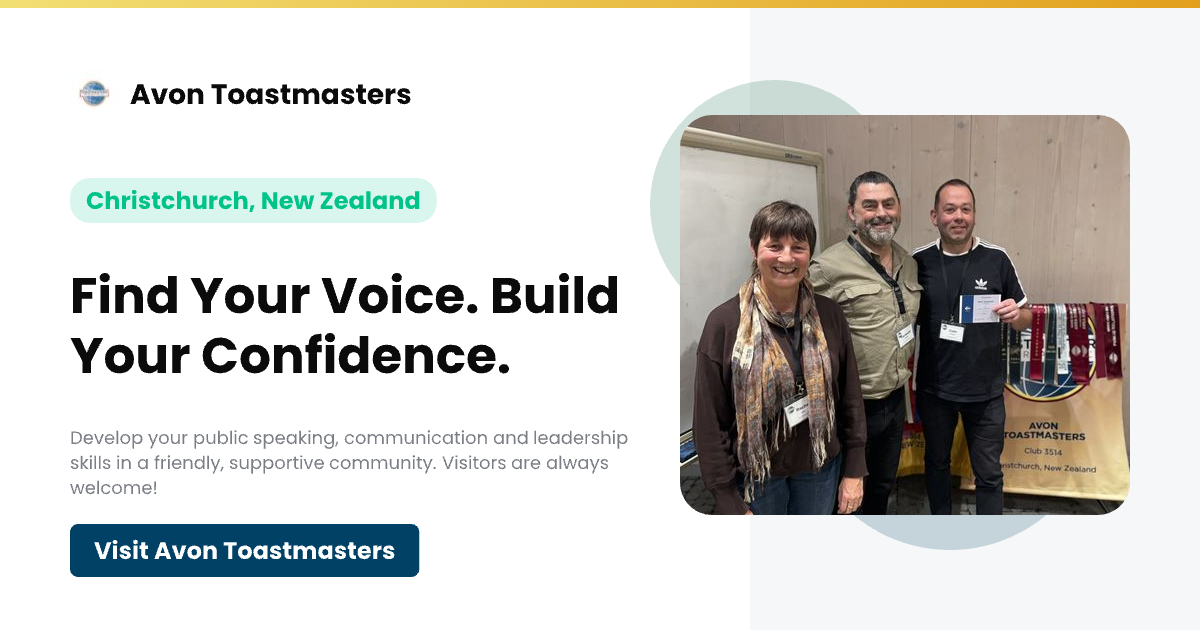 Avon Toastmasters
Christchurch, New Zealand
Find Your Voice. Build
Your Confidence.
Develop your public speaking, communication and leadership
skills in a friendly, supportive community. Visitors are always
welcome!
Visit Avon Toastmasters
adidas
AVON
TOASTMASTERS
Club 3514
New Zealand